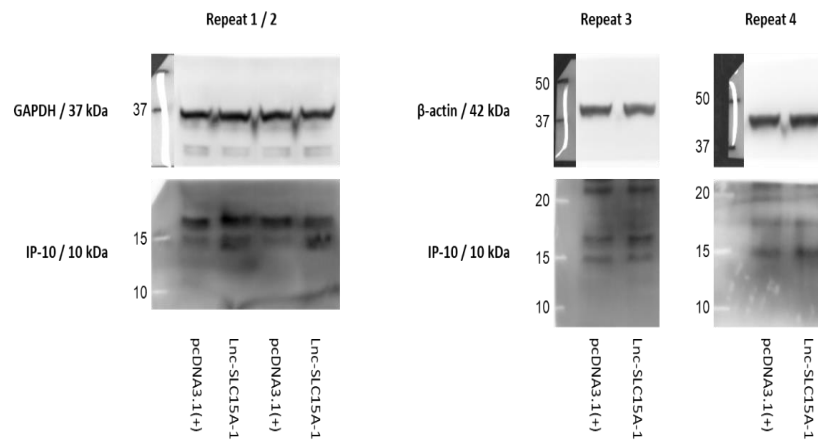 Repeat 1 / 2
Repeat 3
Repeat 4
GAPDH / 37 kDa
37
β-actin / 42 kDa
50
37
50
37
IP-10 / 10 kDa
15
10
IP-10 / 10 kDa
20
15
10
20
15
10
pcDNA3.1(+)
Lnc-SLC15A-1
pcDNA3.1(+)
Lnc-SLC15A-1
pcDNA3.1(+)
Lnc-SLC15A-1
pcDNA3.1(+)
Lnc-SLC15A-1